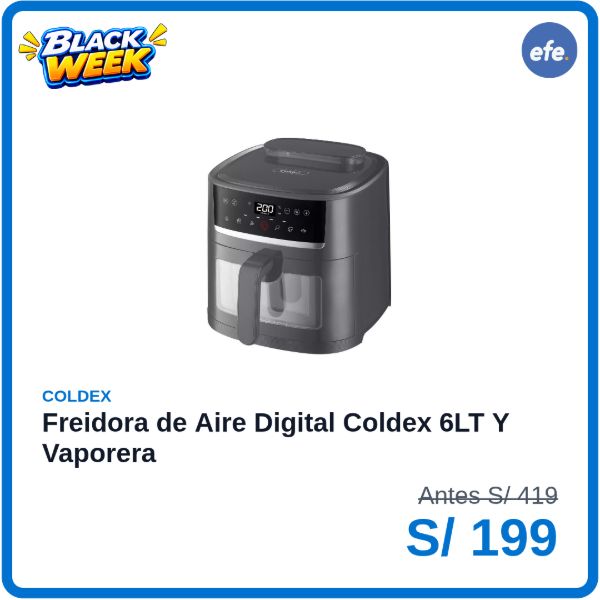 BLACK
WEEK
efe.
200
COLDEX
Freidora de Aire Digital Coldex 6LT Y
Vaporera
Antes S/ 419
S/ 199